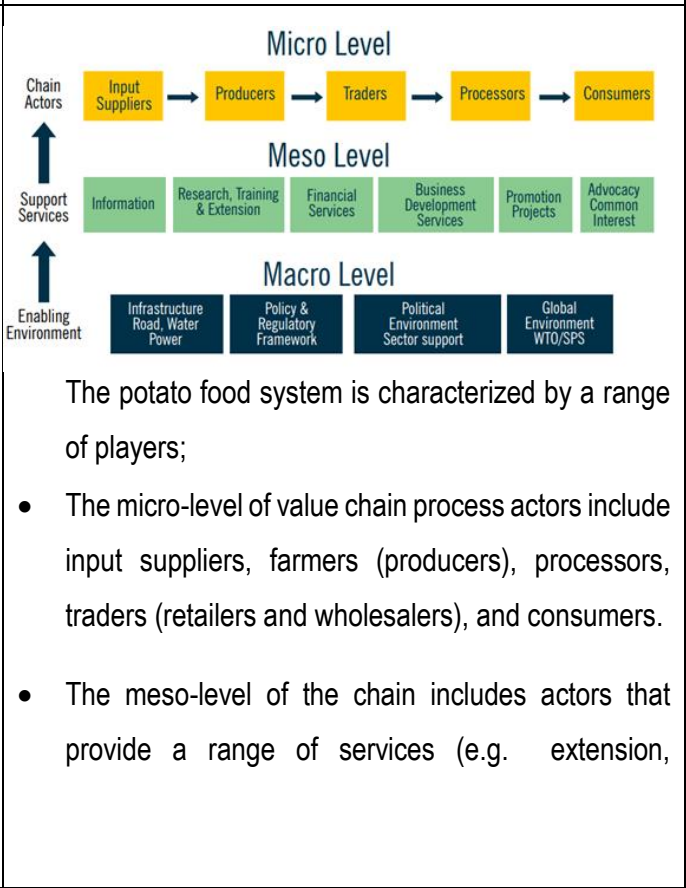 Micro Level
Chain
Actors
Input
Suppliers
Producers
Traders
Processors
Consumers
Meso Level
Support
Services
Information
Research, Training
& Extension
Financial
Services
Business
Development
Services
Promotion
Projects
Advocacy
Common
Interest
Macro Level
Enabling
Environment
Infrastructure
Road, Water
Power
Policy &
Regulatory
Framework
Political
Environment
Sector support
Global
Environment
WTO/SPS
The potato food system is characterized by a range
of players;
• The micro-level of value chain process actors include
input suppliers, farmers (producers), processors,
traders (retailers and wholesalers), and consumers.
• The meso-level of the chain includes actors that
provide a range of services (e.g. extension,